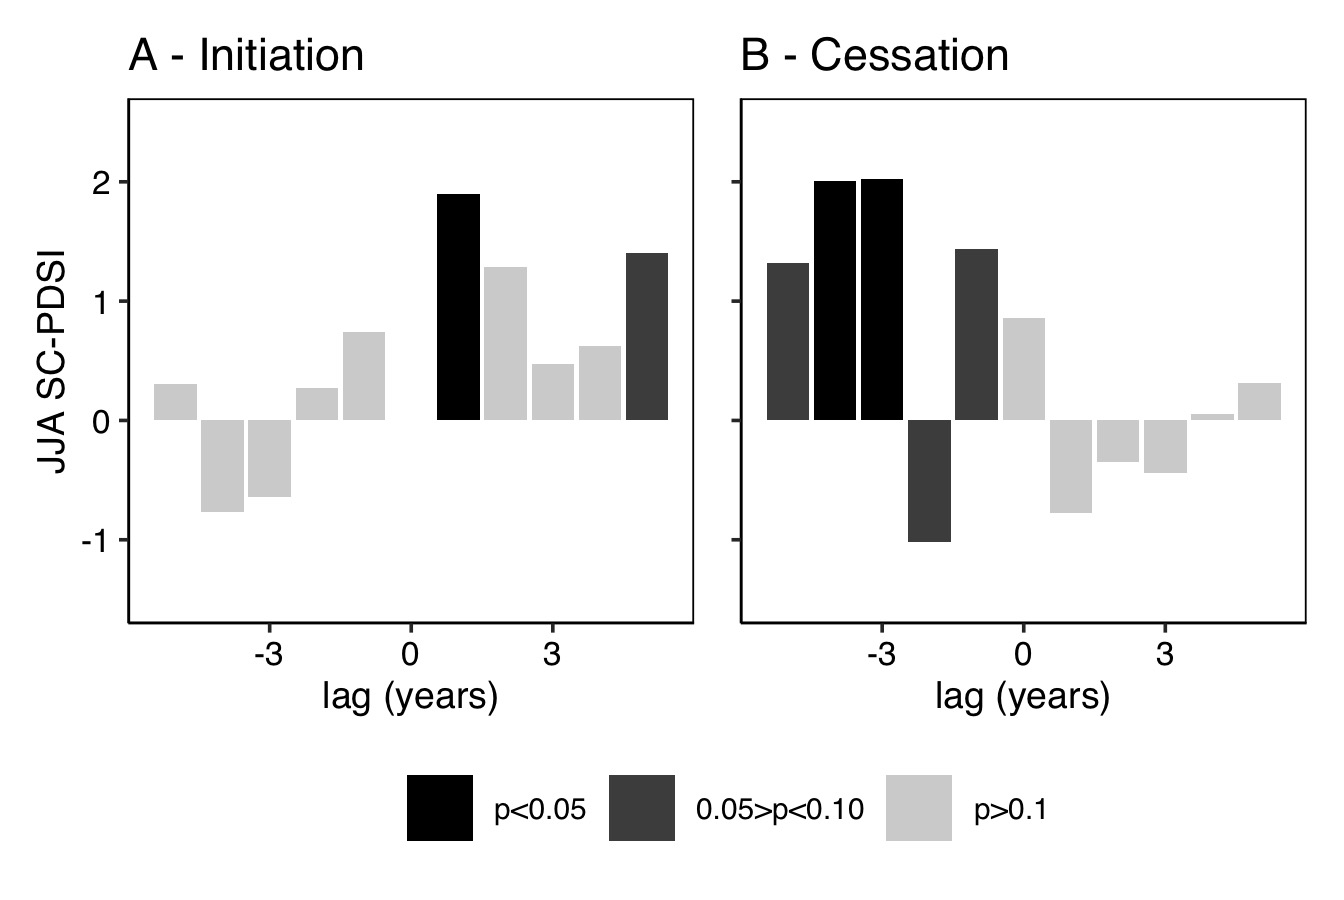 A - Initiation
B - Cessation
JJA SC-PDSI
2
1
0
-1
-3 0 3
-3 0 3
lag (years)
lag (years)
p<0.05 0.05>p<0.10 p>0.1